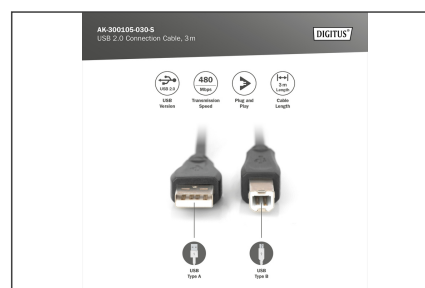 AK-300105-030-S
USB 2.0 Connection Cable, 3 m
DIGITUS®
USB 2.0
480
Mbps
3 m
Length
USB
Version
Transmission
Speed
Plug and
Play
Cable
Length
USB
Type A
USB
Type B